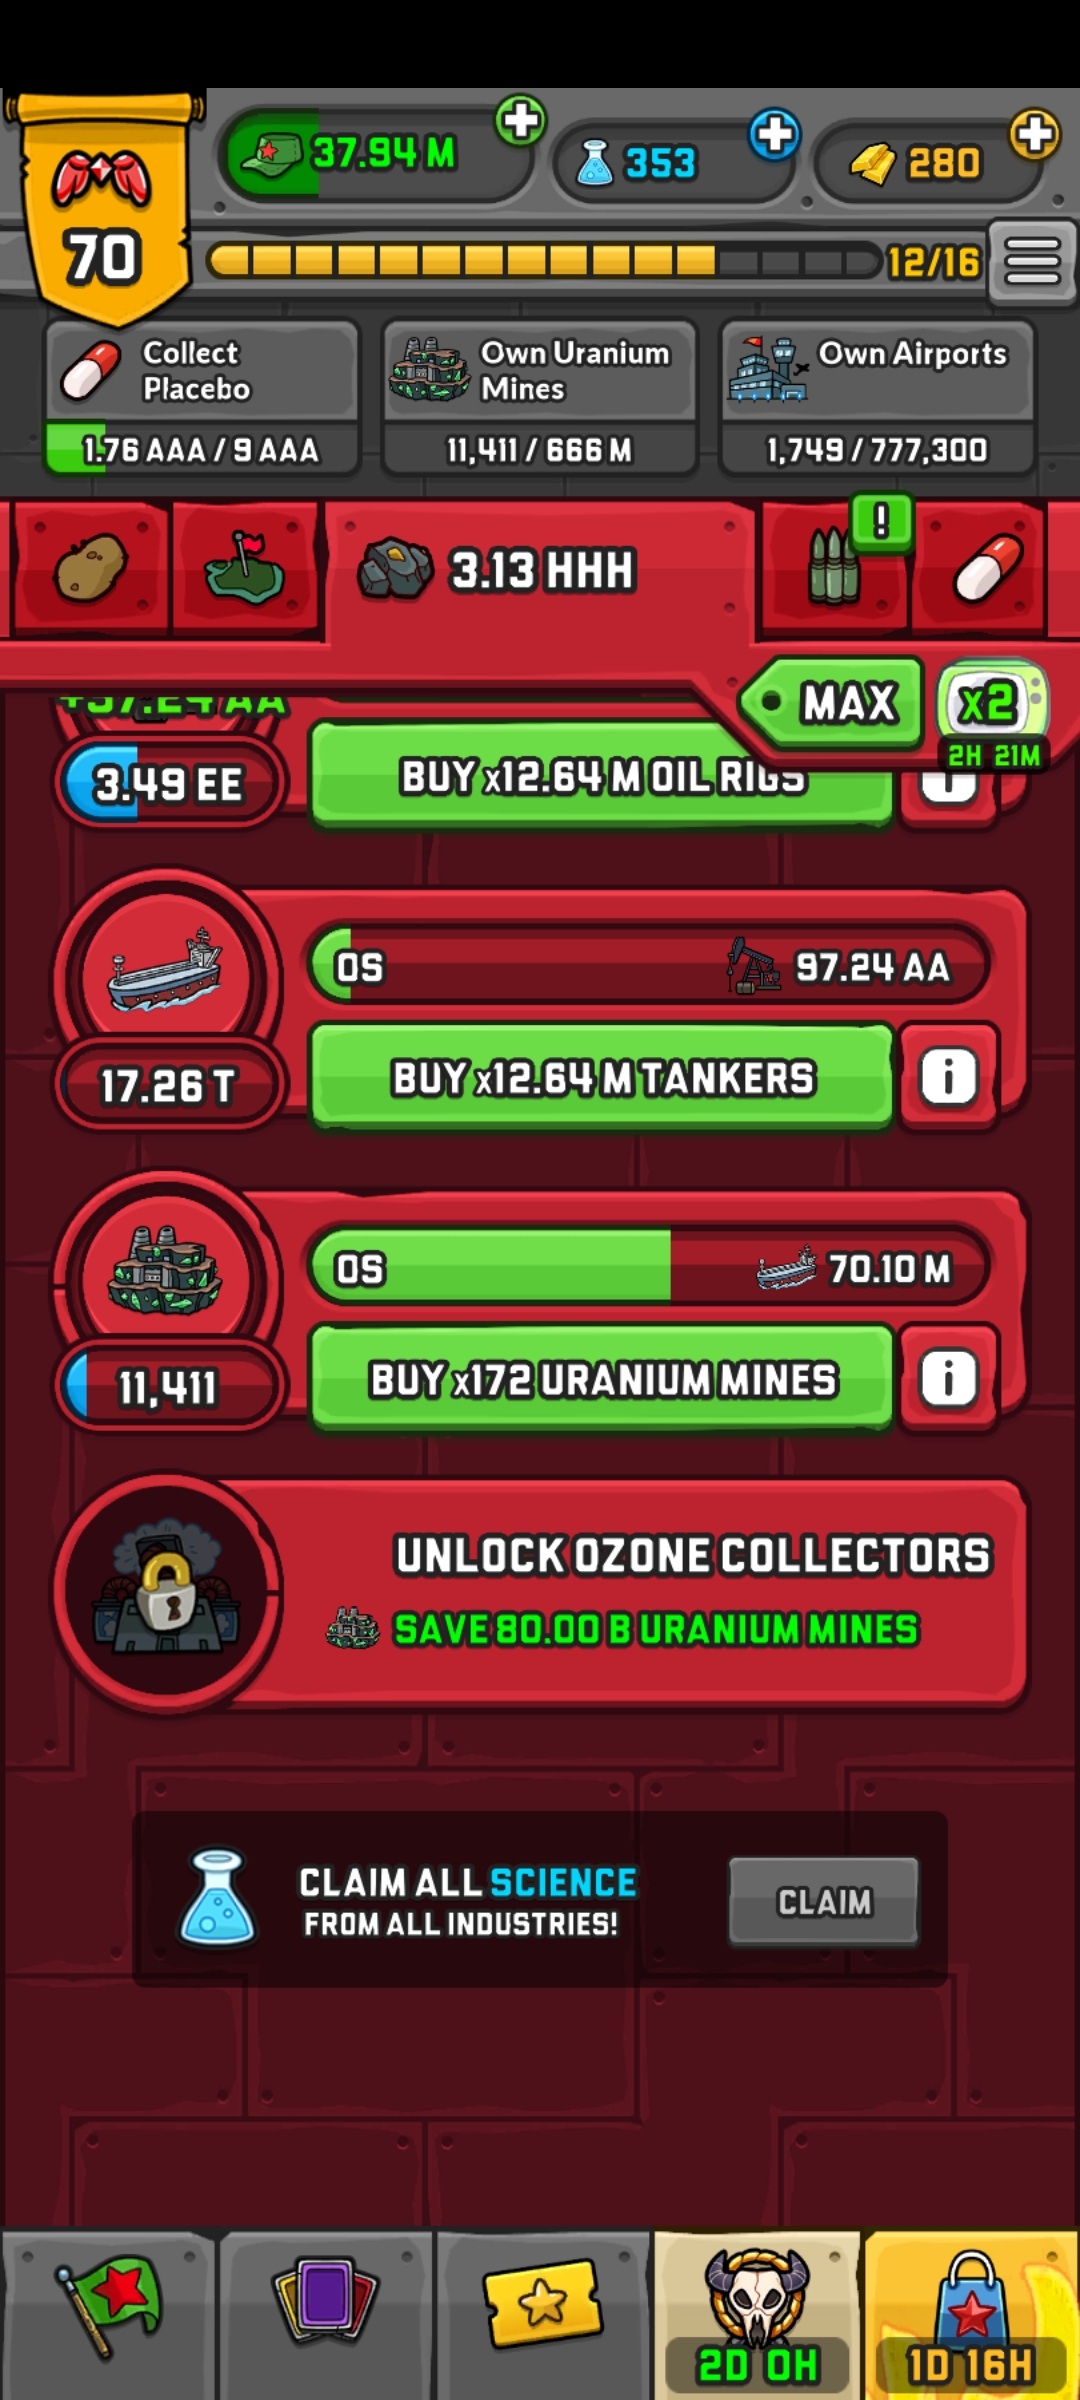 37.94 M
353
280
70
12/16
Collect
Placebo
Own Uranium
Mines
Own Airports
1.76 AAA / 9 AAA
11,411 / 666 M
1,749 / 777,300
!
3.13 HHH
MAX
x2
2H 21M
3.49 EE
BUY x12.64 M OIL RIGS
0S
97.24 AA
17.26 T
BUY x12.64 M TANKERS
i
0S
70.10 M
11,411
BUY x172 URANIUM MINES
i
UNLOCK OZONE COLLECTORS
SAVE 80.00 B URANIUM MINES
CLAIM ALL SCIENCE
FROM ALL INDUSTRIES!
CLAIM
2D 0H
1D 16H